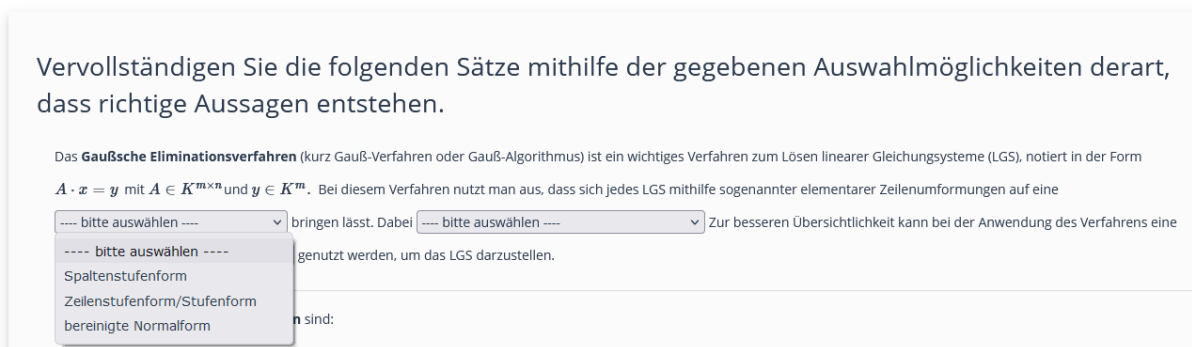 Vervollständigen Sie die folgenden Sätze mithilfe der gegebenen Auswahlmöglichkeiten derart,
dass richtige Aussagen entstehen.
Das Gaußsche Eliminationsverfahren (kurz Gauß-Verfahren oder Gauß-Algorithmus) ist ein wichtiges Verfahren zum Lösen linearer Gleichungsysteme (LGS), notiert in der Form
A · x = y mit A ∈ K^{m×n} und y ∈ K^m. Bei diesem Verfahren nutzt man aus, dass sich jedes LGS mithilfe sogenannter elementarer Zeilenumformungen auf eine
---- bitte auswählen ---- bringen lässt. Dabei ---- bitte auswählen ---- Zur besseren Übersichtlichkeit kann bei der Anwendung des Verfahrens eine
---- bitte auswählen ----
genutzt werden, um das LGS darzustellen.
Spaltenstufenform
Zeilenstufenform/Stufenform
bereinigte Normalform
n sind: